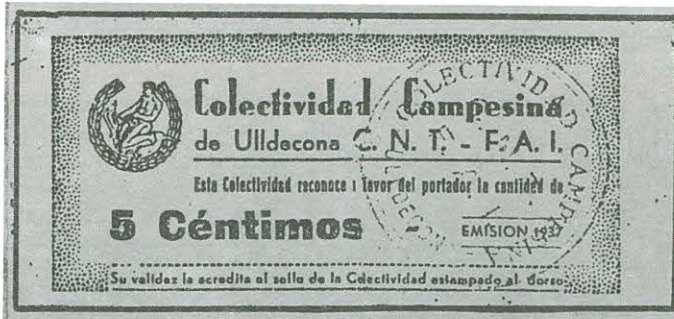 Colectividad Campesina
de Ulldecona C. N. T. - F. A. I.
Esta Colectividad reconoce a favor del portador la cantidad de
5 Céntimos
EMISION 1937
Su validez la acredita el sello de la Colectividad estampado al dorso
COLECTIVIDAD CAMPESINA
ULLDECONA